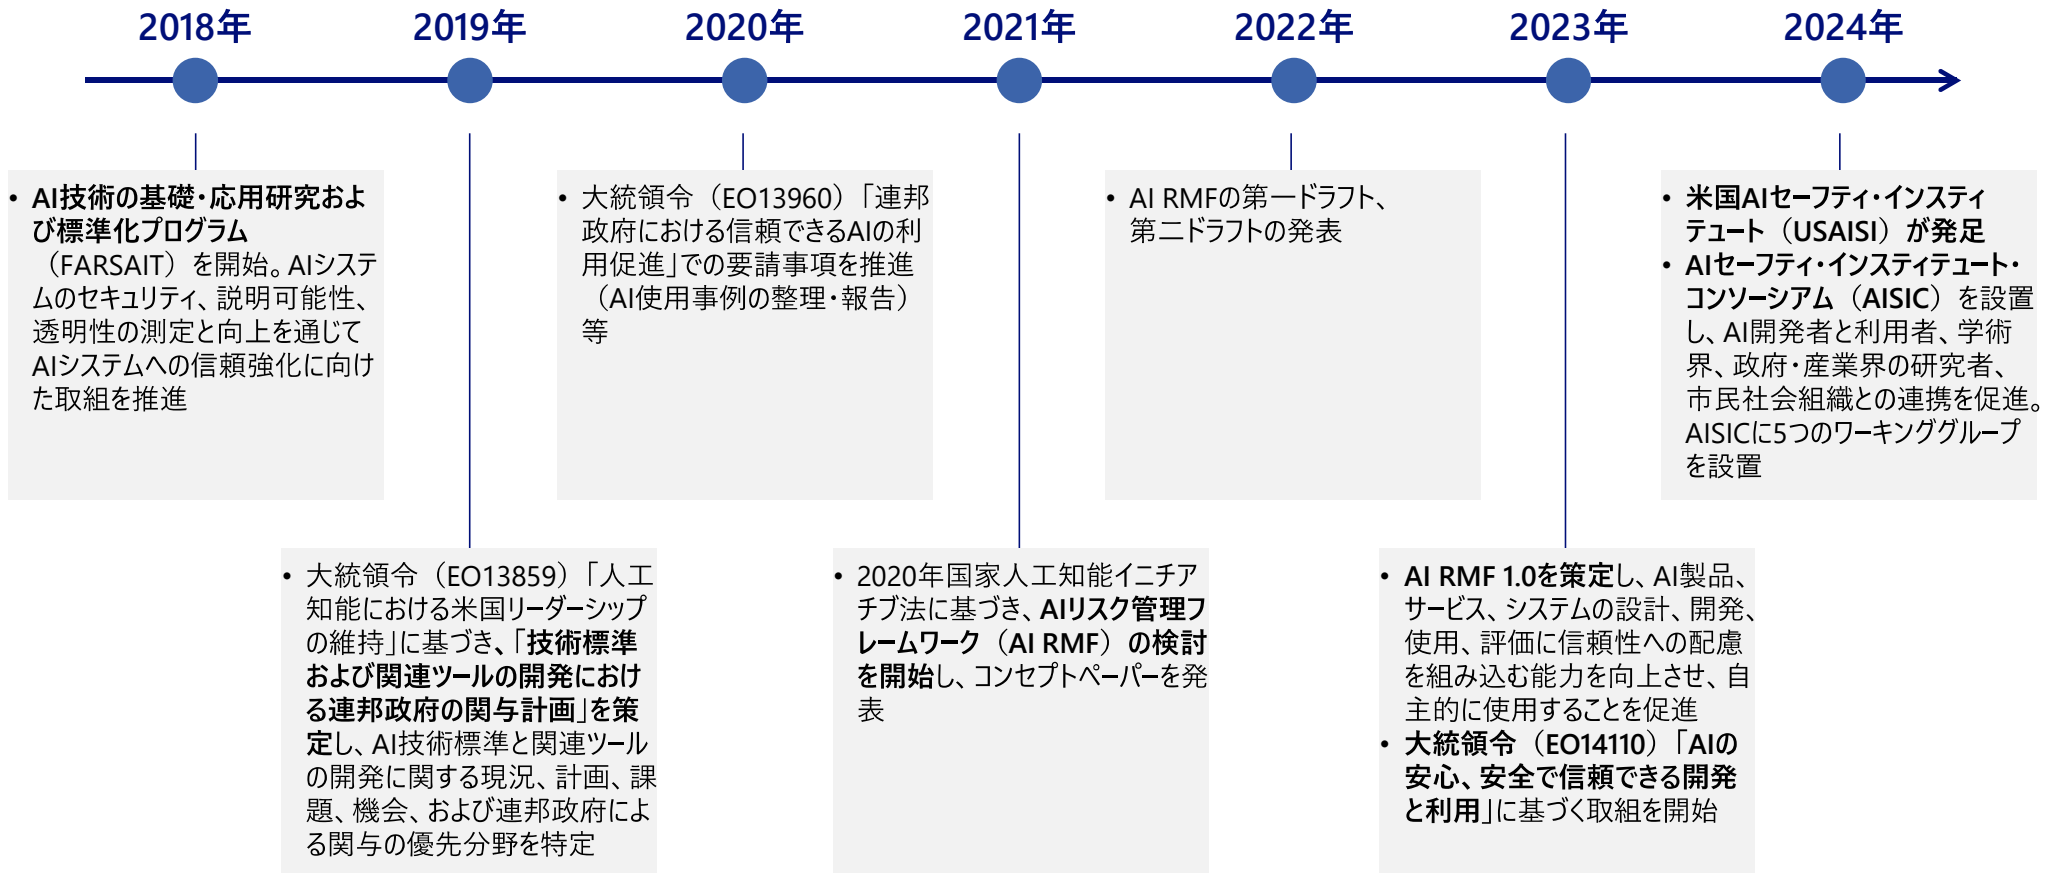 2018年
2019年
2020年
2021年
2022年
2023年
2024年
• AI技術の基礎・応用研究およ
び標準化プログラム
（FARSAIT）を開始。AIシステ
ムのセキュリティ、説明可能性、
透明性の測定と向上を通じて
AIシステムへの信頼強化に向け
た取組を推進
• 大統領令（EO13859）「人工
知能における米国リーダーシップ
の維持」に基づき、「技術標準
および関連ツールの開発におけ
る連邦政府の関与計画」を策
定し、AI技術標準と関連ツール
の開発に関する現況、計画、課
題、機会、および連邦政府によ
る関与の優先分野を特定
• 大統領令（EO13960）「連邦
政府における信頼できるAIの利
用促進」での要請事項を推進
（AI使用事例の整理・報告）
等
• 2020年国家人工知能イニチア
チブ法に基づき、AIリスク管理フ
レームワーク（AI RMF）の検討
を開始し、コンセプトペーパーを発
表
• AI RMFの第一ドラフト、
第二ドラフトの発表
• AI RMF 1.0を策定し、AI製品、
サービス、システムの設計、開発、
使用、評価に信頼性への配慮
を組み込む能力を向上させ、自
主的に使用することを促進
• 大統領令（EO14110）「AIの
安心、安全で信頼できる開発
と利用」に基づく取組を開始
• 米国AIセーフティ・インスティ
テュート（USAISI）が発足
• AIセーフティ・インスティテュート・
コンソーシアム（AISIC）を設置
し、AI開発者と利用者、学術
界、政府・産業界の研究者、
市民社会組織との連携を促進。
AISICに5つのワーキンググループ
を設置